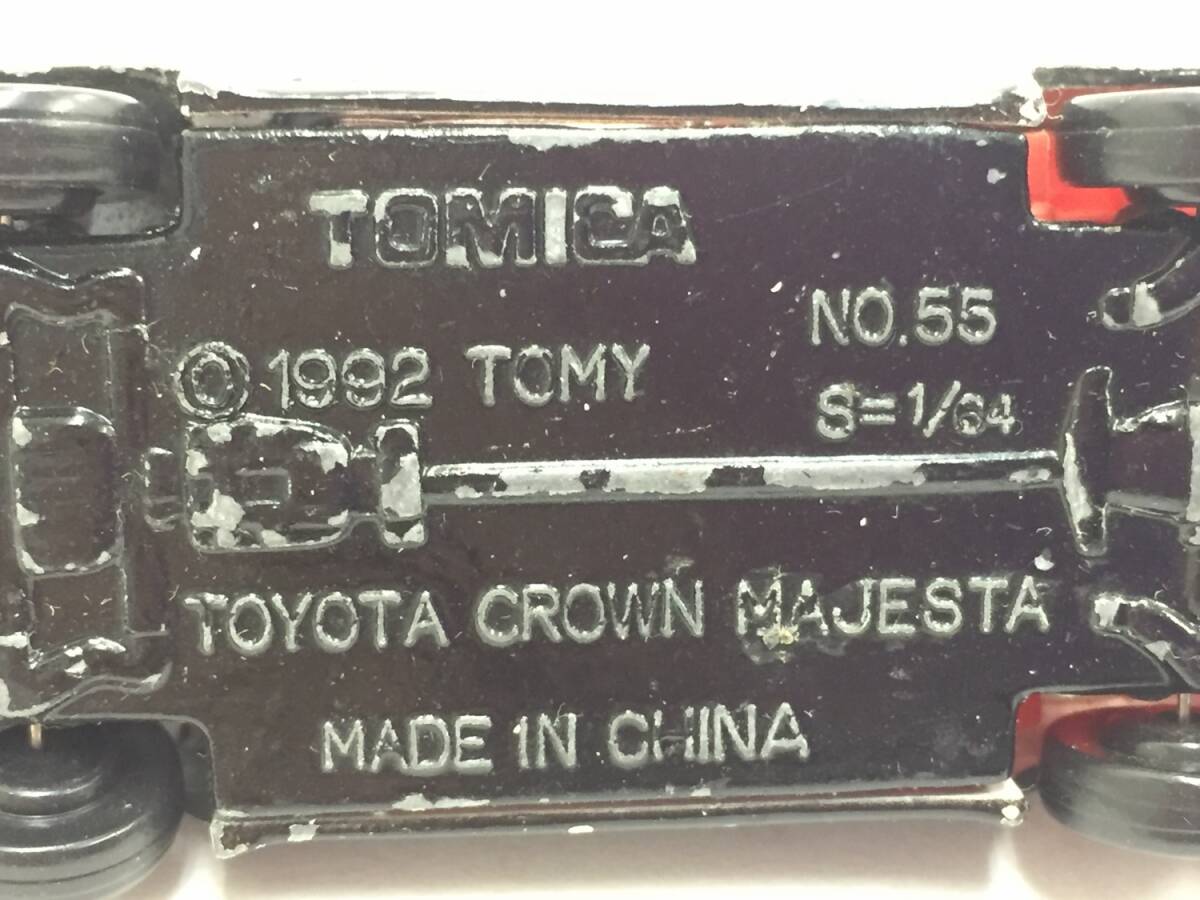 TOMICA
NO.55
© 1992 TOMY
S=1/64
TOYOTA CROWN MAJESTA
MADE IN CHINA